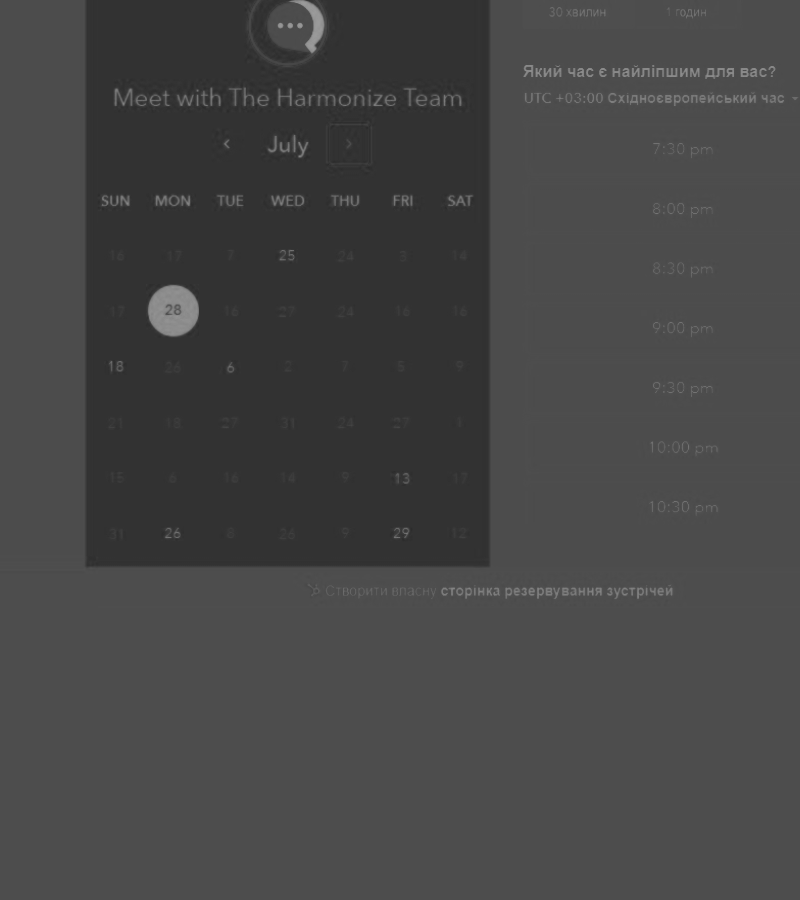 30 хвилин
1 годин
Meet with The Harmonize Team
July
SUN MON TUE WED THU FRI SAT
16 17 7 25 24 3 19
17 28 16 27 24 16 16
18 26 6 2 7 8 9
21 18 27 31 24 27
15 6 16 14 9 13 17
31 26 8 26 9 29 12
Який час є найліпшим для вас?
UTC +03:00 Східноєвропейський час
7:30 pm
8:00 pm
8:30 pm
9:00 pm
9:30 pm
10:00 pm
10:30 pm
Створити власну сторінка резервування зустрічей